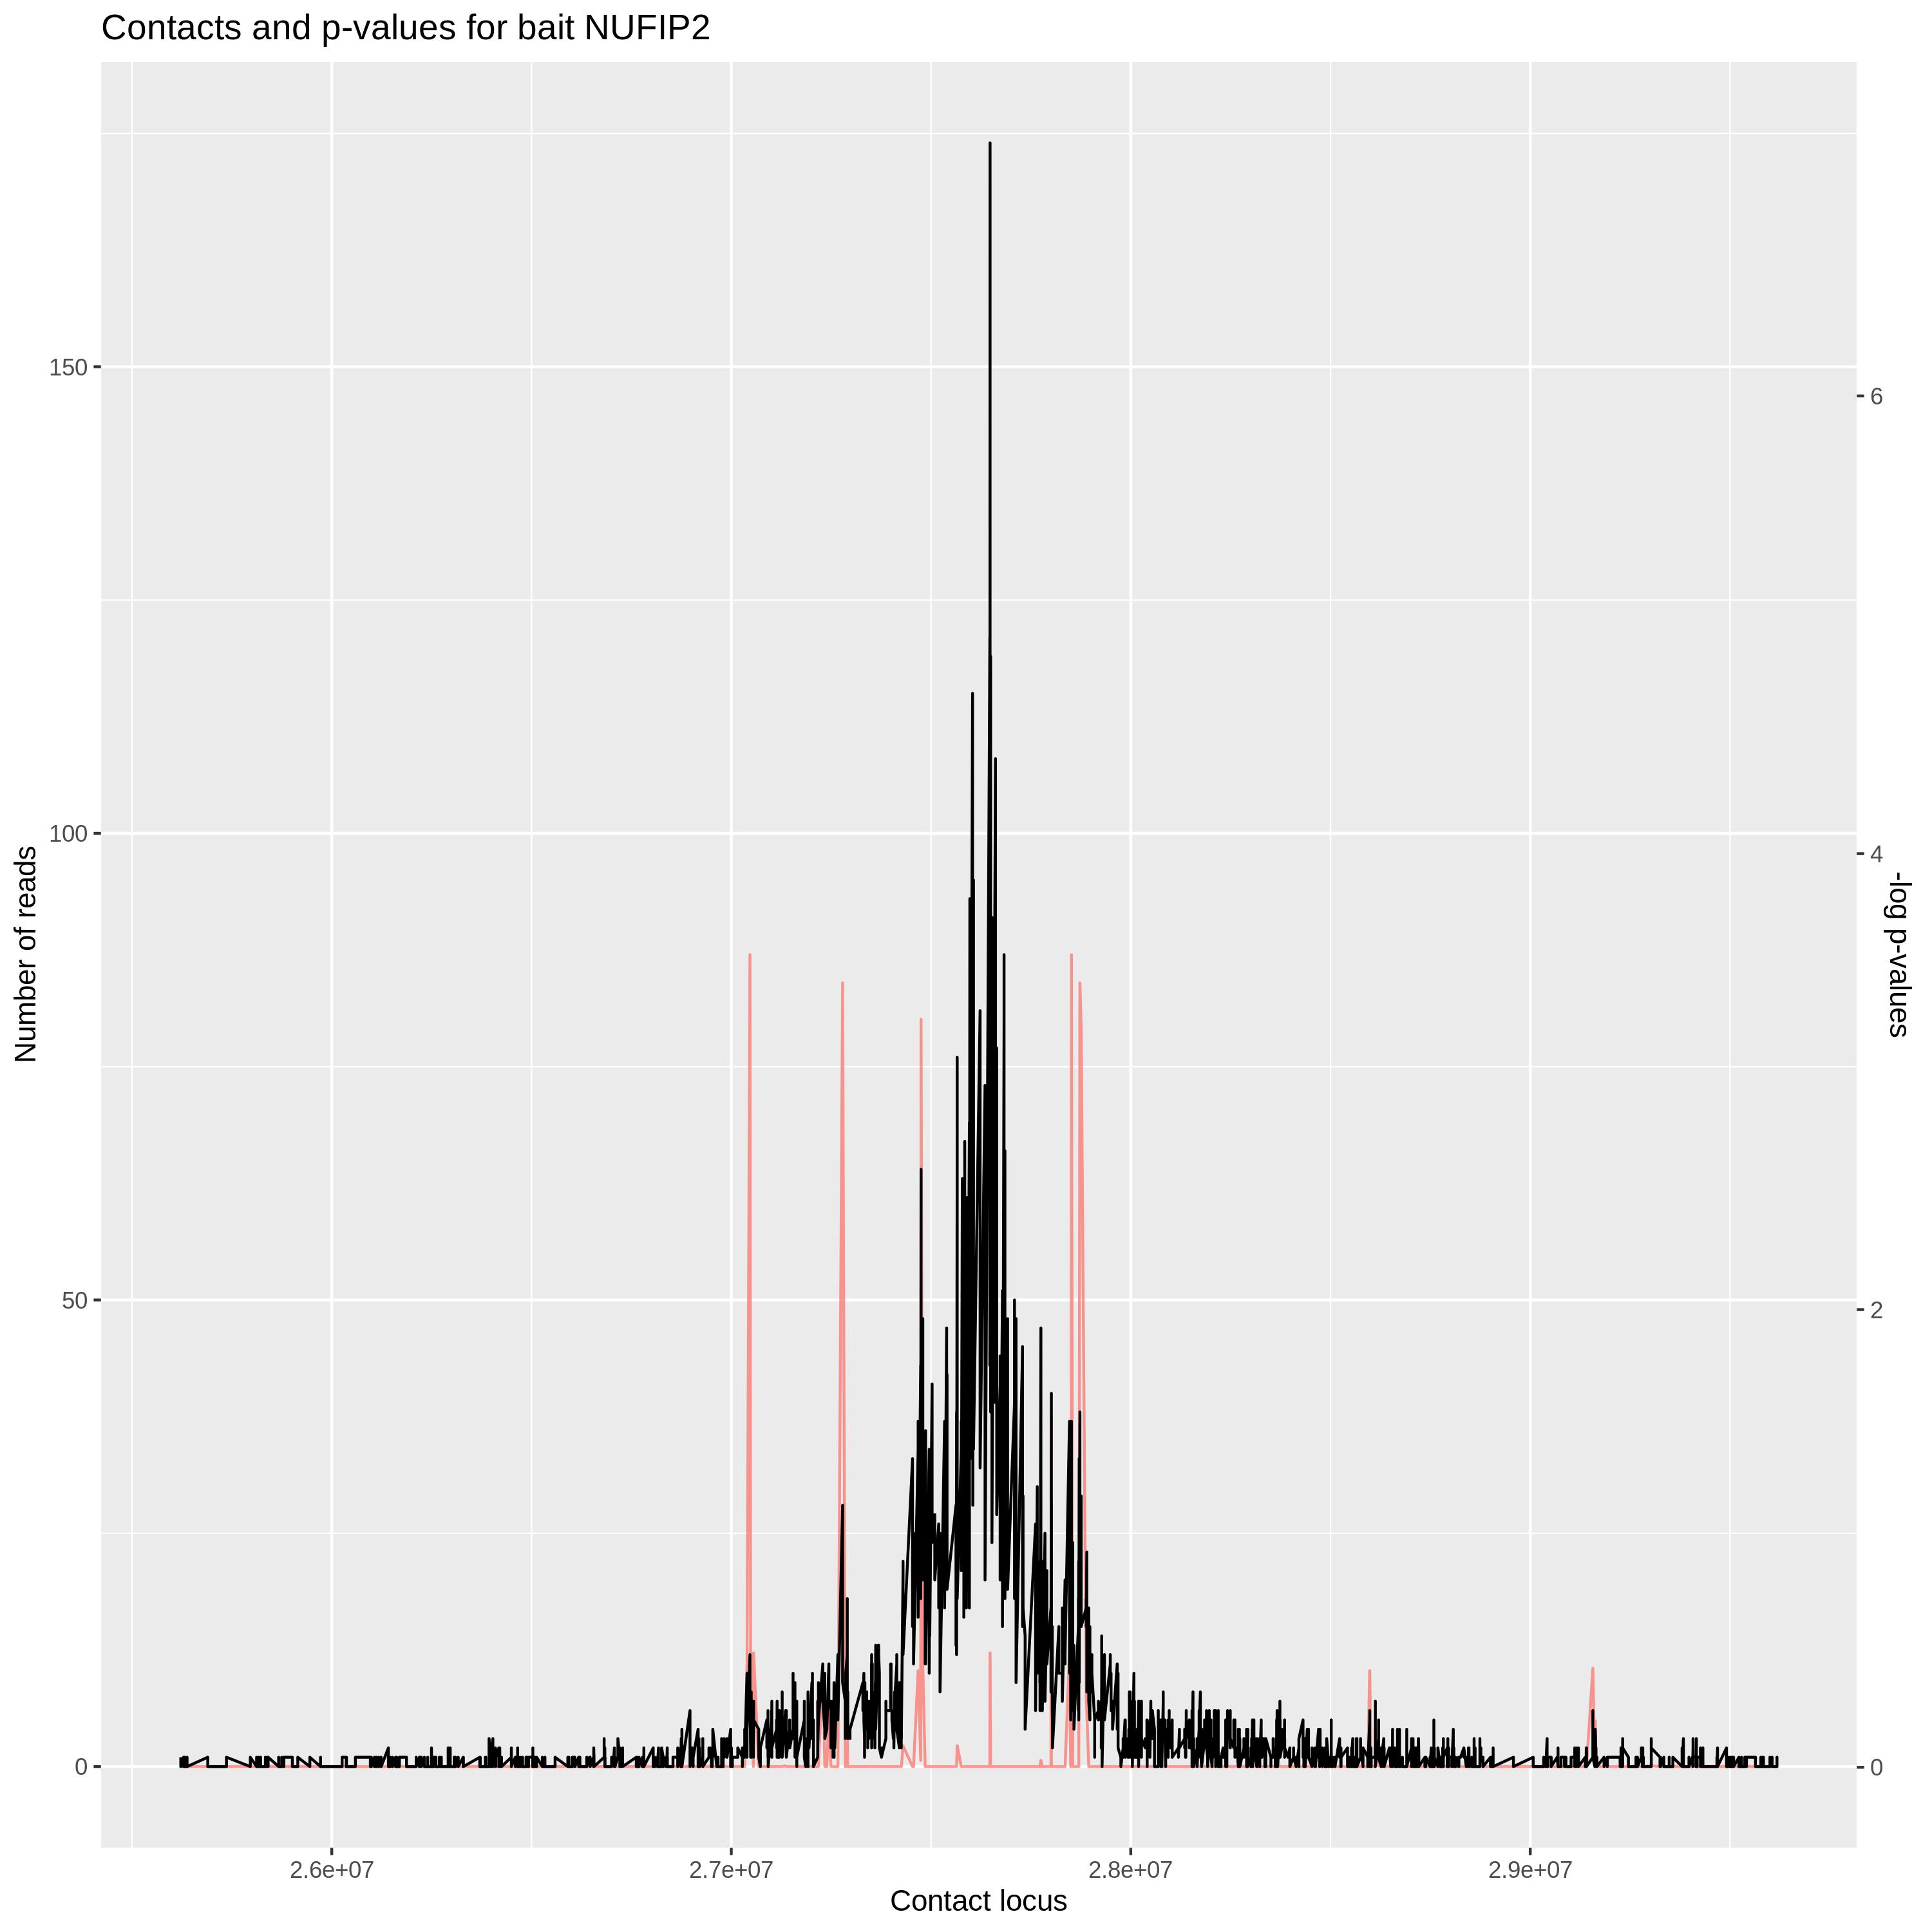 Contacts and p-values for bait NUFIP2
150
100
50
0
Number of reads
6
4
2
0
-log p-values
2.6e+07 2.7e+07 2.8e+07 2.9e+07
Contact locus